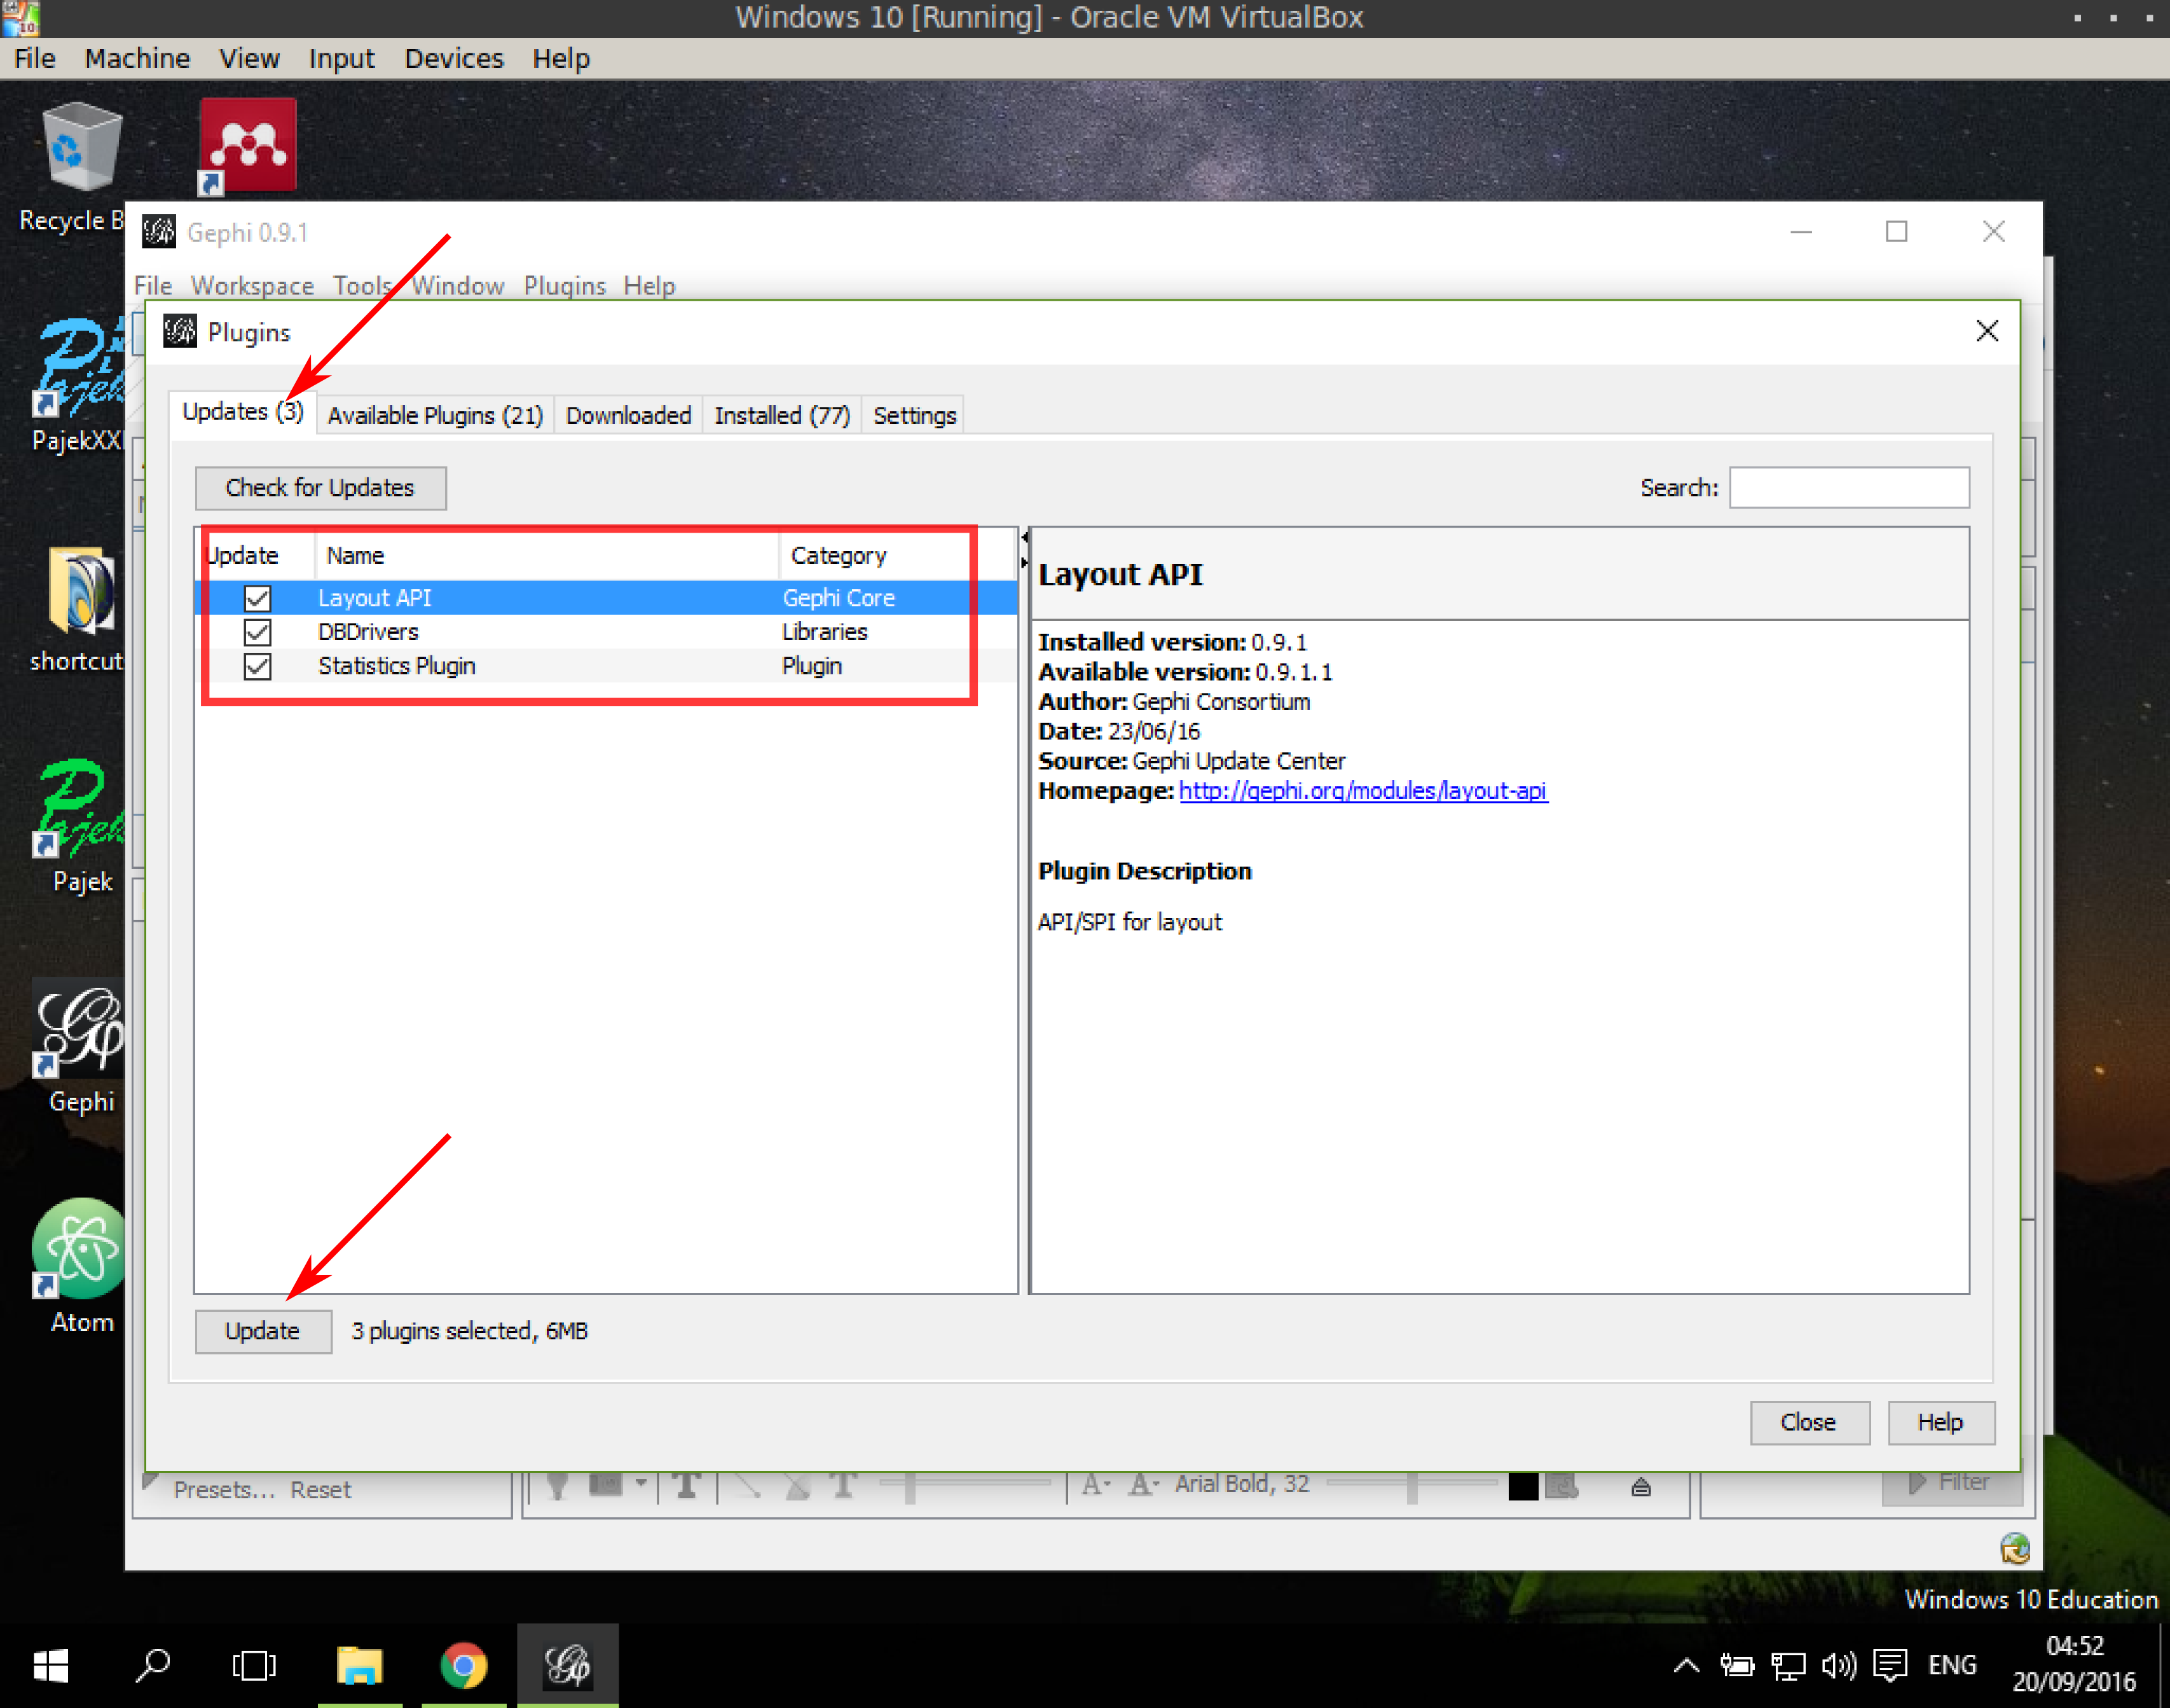 Windows 10 [Running] - Oracle VM VirtualBox
File Machine View Input Devices Help
Recycle B
Gephi 0.9.1
File Workspace Tools Window Plugins Help
Plugins
Updates (3) Available Plugins (21) Downloaded Installed (77) Settings
PajekXXl
Check for Updates
Search:
Update Name Category
Layout API Gephi Core
DBDrivers Libraries
Statistics Plugin Plugin
Layout API
Installed version: 0.9.1
Available version: 0.9.1.1
Author: Gephi Consortium
Date: 23/06/16
Source: Gephi Update Center
Homepage: http://gephi.org/modules/layout-api
Plugin Description
API/SPI for layout
shortcut
Pajek
Gephi
Atom
Update 3 plugins selected, 6MB
Close Help
Presets... Reset
Arial Bold, 32
Filter
Windows 10 Education
ENG
04:52
20/09/2016